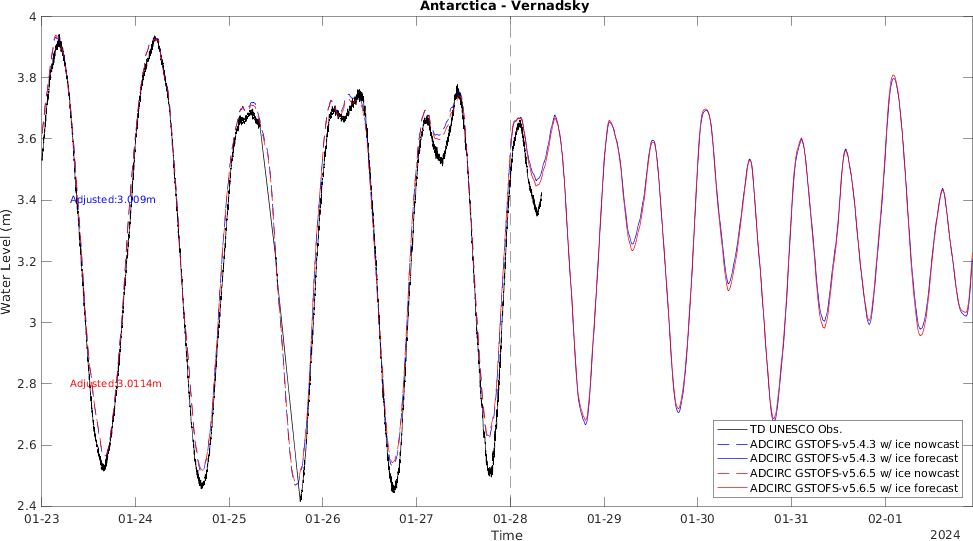 Antarctica - Vernadsky
4
3.8
3.6
3.4
3.2
3
2.8
2.6
2.4
Water Level (m)
Adjusted:3.009m
Adjusted:3.0114m
TD UNESCO Obs.
ADCIRC GSTOFS-v5.4.3 w/ ice nowcast
ADCIRC GSTOFS-v5.4.3 w/ ice forecast
ADCIRC GSTOFS-v5.6.5 w/ ice nowcast
ADCIRC GSTOFS-v5.6.5 w/ ice forecast
01-23 01-24 01-25 01-26 01-27 01-28 01-29 01-30 01-31 02-01
Time
2024